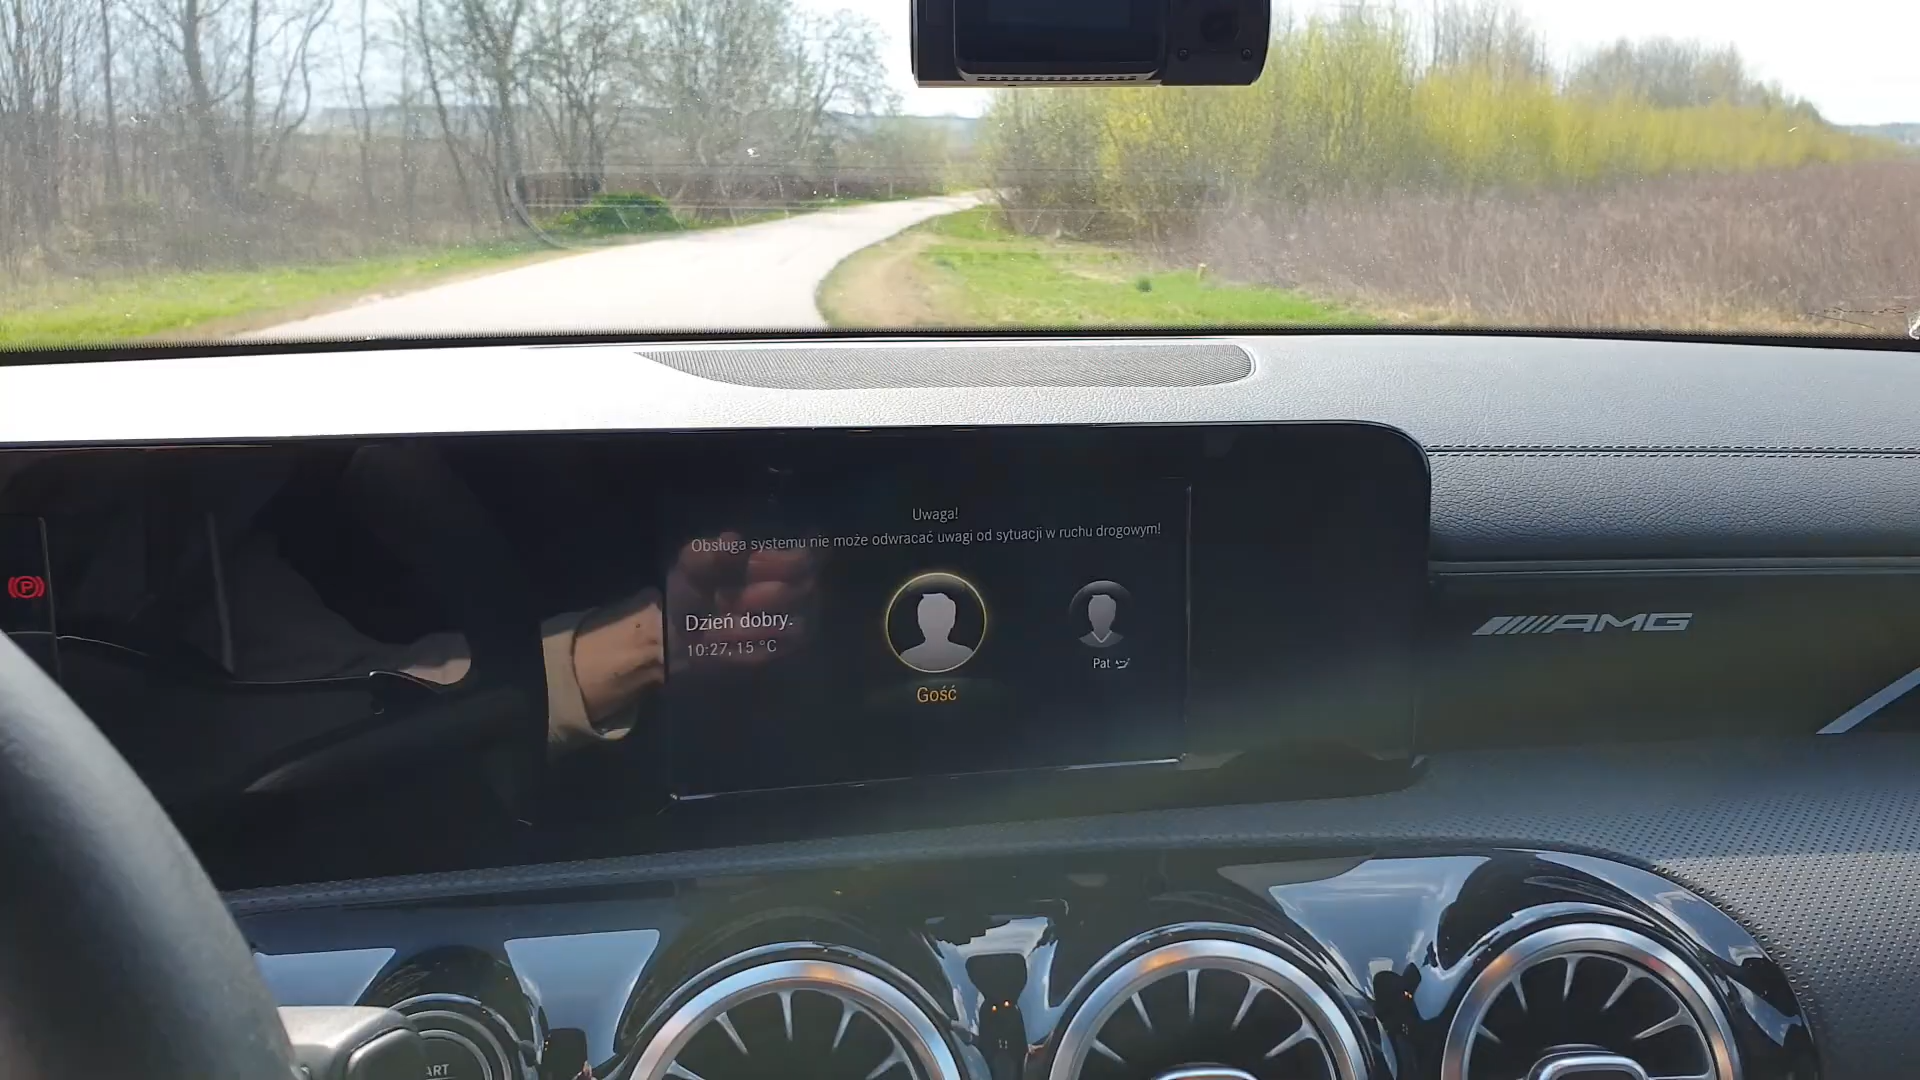 Uwaga!
Obsługa systemu nie może odwracać uwagi od sytuacji w ruchu drogowym!
Dzień dobry.
10:27, 15 °C
Gość
Pat
P
AMG
ART